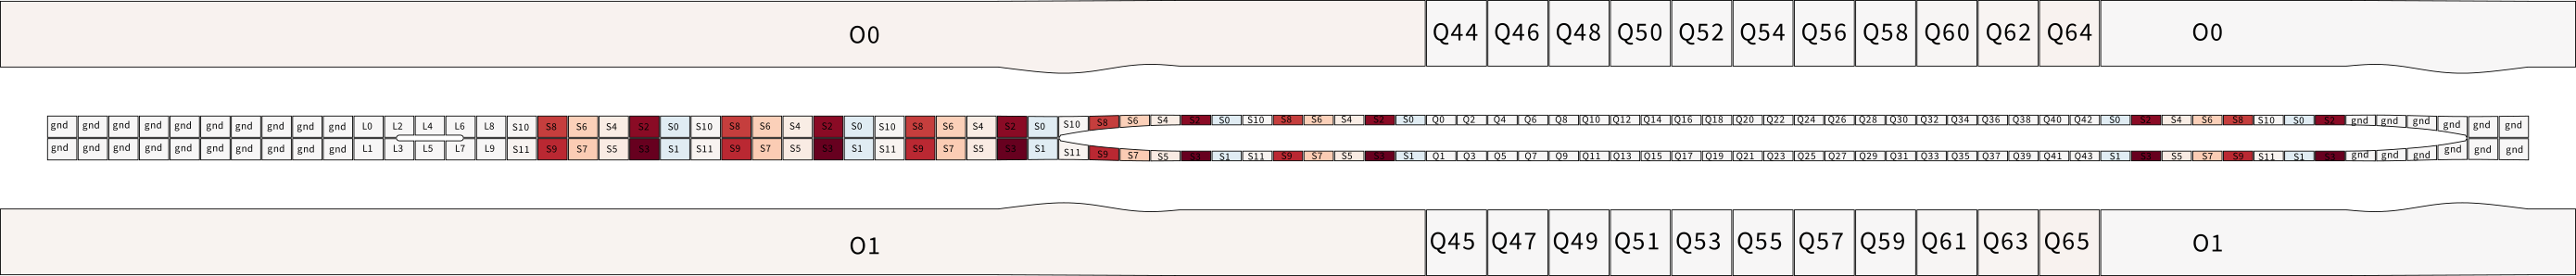 O0 Q44 Q46 Q48 Q50 Q52 Q54 Q56 Q58 Q60 Q62 Q64 O0
gnd gnd gnd gnd gnd gnd gnd gnd gnd gnd L0 L2 L4 L6 L8 S10 S8 S6 S4 S2 S0 S10 S8 S6 S4 S2 S0 S10 S8 S6 S4 S2 S0 S10 S8 S6 S4 S2 S0 S10 S8 S6 S4 S2 S0 Q0 Q2 Q4 Q6 Q8 Q10 Q12 Q14 Q16 Q18 Q20 Q22 Q24 Q26 Q28 Q30 Q32 Q34 Q36 Q38 Q40 Q42 S0 S2 S4 S6 S8 S10 S0 S2 gnd gnd gnd gnd gnd gnd
gnd gnd gnd gnd gnd gnd gnd gnd gnd gnd L1 L3 L5 L7 L9 S11 S9 S7 S5 S3 S1 S11 S9 S7 S5 S3 S1 S11 S9 S7 S5 S3 S1 S11 S9 S7 S5 S3 S1 S11 S9 S7 S5 S3 S1 Q1 Q3 Q5 Q7 Q9 Q11 Q13 Q15 Q17 Q19 Q21 Q23 Q25 Q27 Q29 Q31 Q33 Q35 Q37 Q39 Q41 Q43 S1 S3 S5 S7 S9 S11 S1 S3 gnd gnd gnd gnd gnd gnd
O1 Q45 Q47 Q49 Q51 Q53 Q55 Q57 Q59 Q61 Q63 Q65 O1